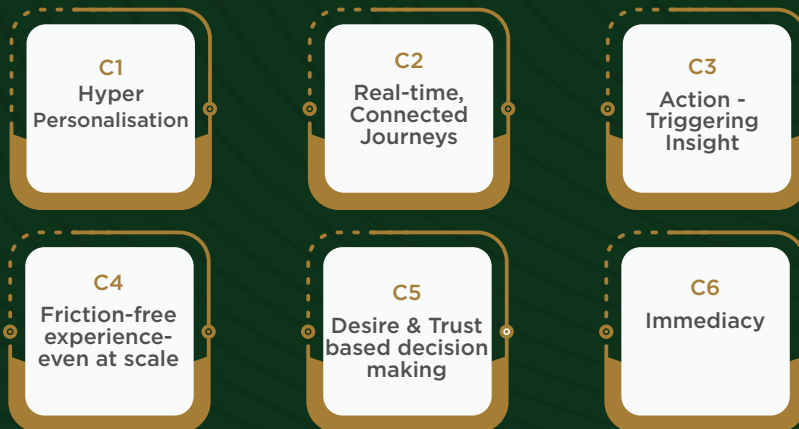 C1
Hyper
Personalisation
C2
Real-time,
Connected
Journeys
C3
Action -
Triggering
Insight
C4
Friction-free
experience-
even at scale
C5
Desire & Trust
based decision
making
C6
Immediacy